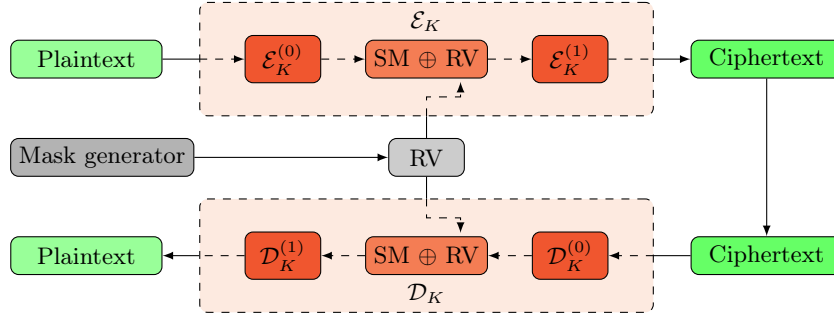 𝓔_K
Plaintext
𝓔_K^(0)
SM ⊕ RV
𝓔_K^(1)
Ciphertext
Mask generator
RV
Plaintext
𝓓_K^(1)
SM ⊕ RV
𝓓_K^(0)
Ciphertext
𝓓_K